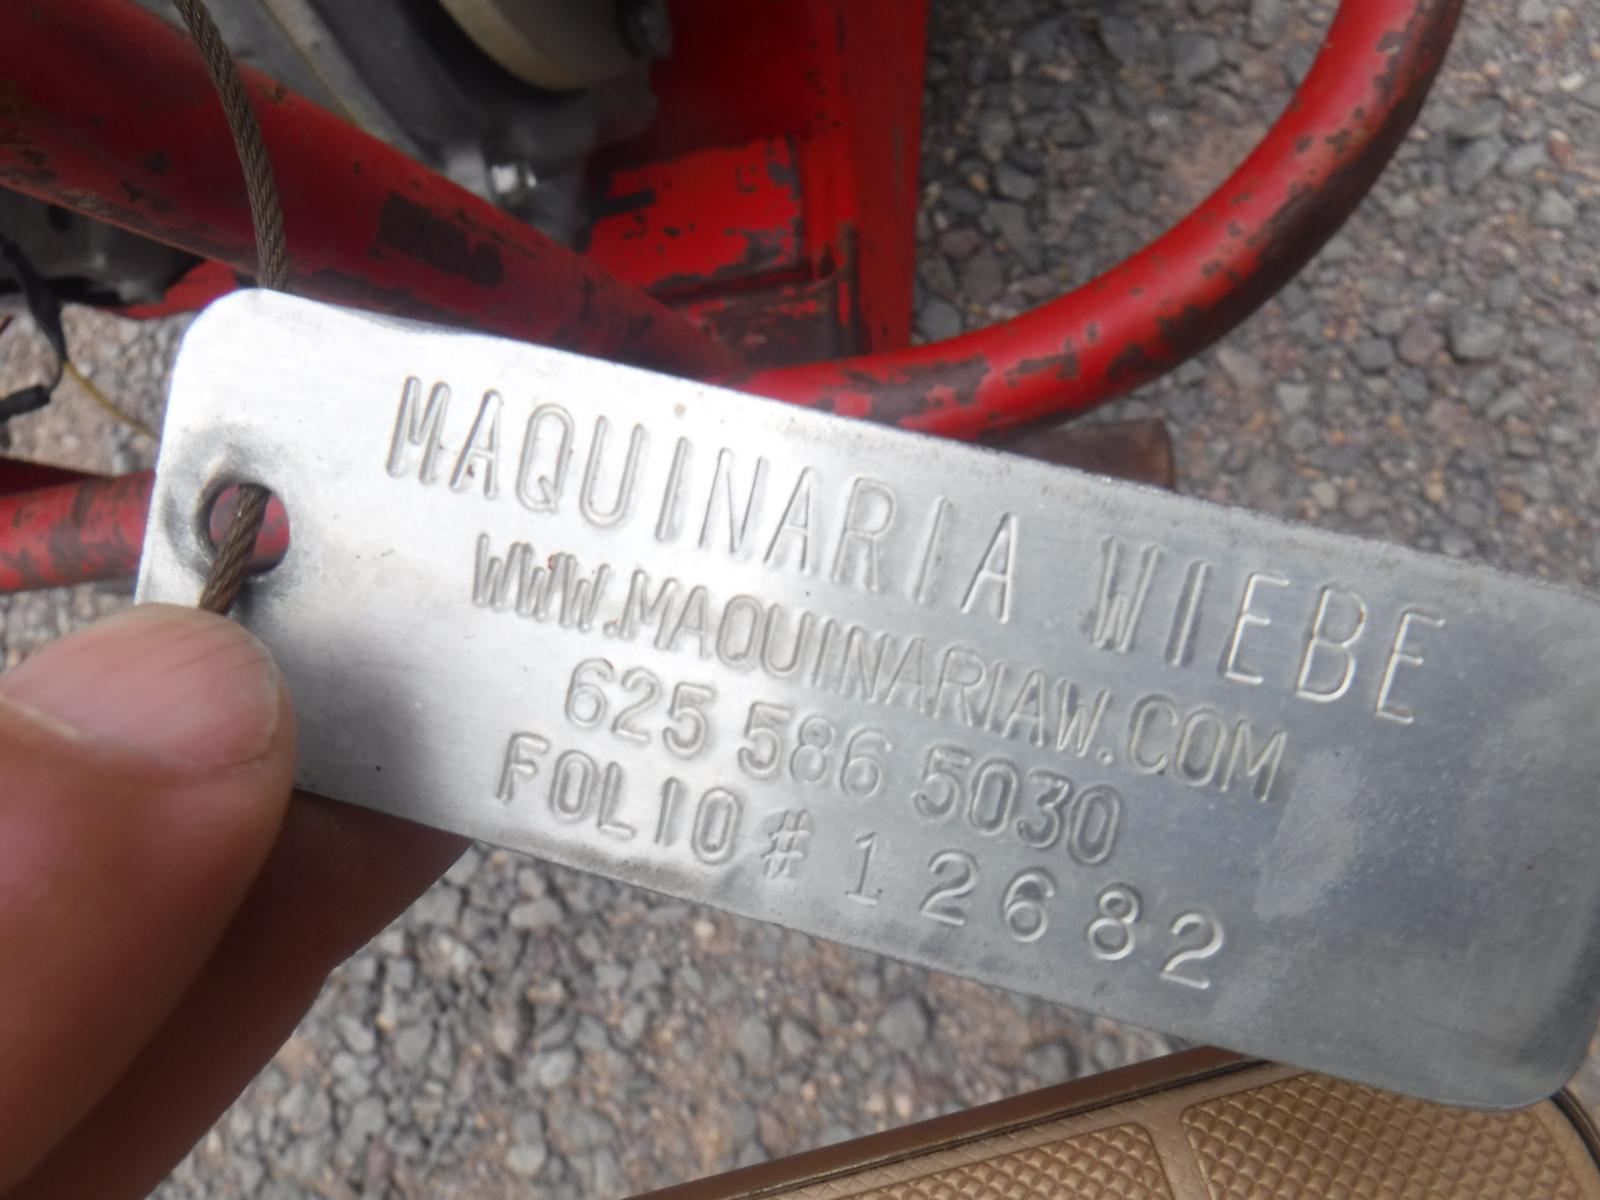 MAQUINARIA WIEBE
WWW.MAQUINARIAW.COM
625 586 5030
FOLIO # 12682